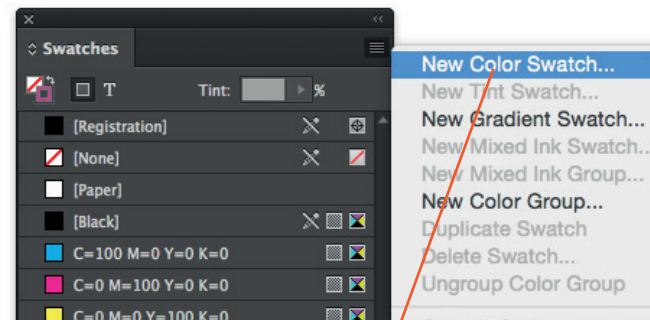 Swatches
T Tint: %
[Registration]
[None]
[Paper]
[Black]
C=100 M=0 Y=0 K=0
C=0 M=100 Y=0 K=0
C=0 M=0 Y=100 K=0
New Color Swatch...
New Tint Swatch...
New Gradient Swatch...
New Mixed Ink Swatch...
New Mixed Ink Group...
New Color Group...
Duplicate Swatch
Delete Swatch...
Ungroup Color Group